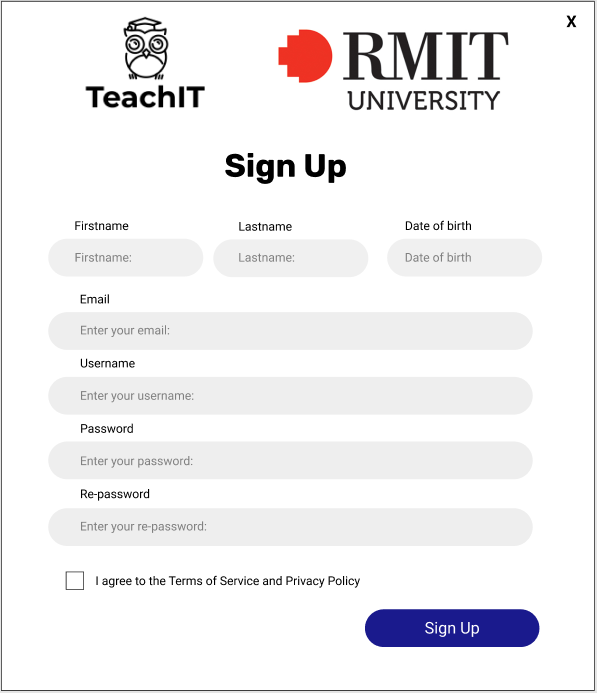 X
TeachIT
RMIT
UNIVERSITY
Sign Up
Firstname Lastname Date of birth
Firstname: Lastname: Date of birth
Email
Enter your email:
Username
Enter your username:
Password
Enter your password:
Re-password
Enter your re-password:
I agree to the Terms of Service and Privacy Policy
Sign Up